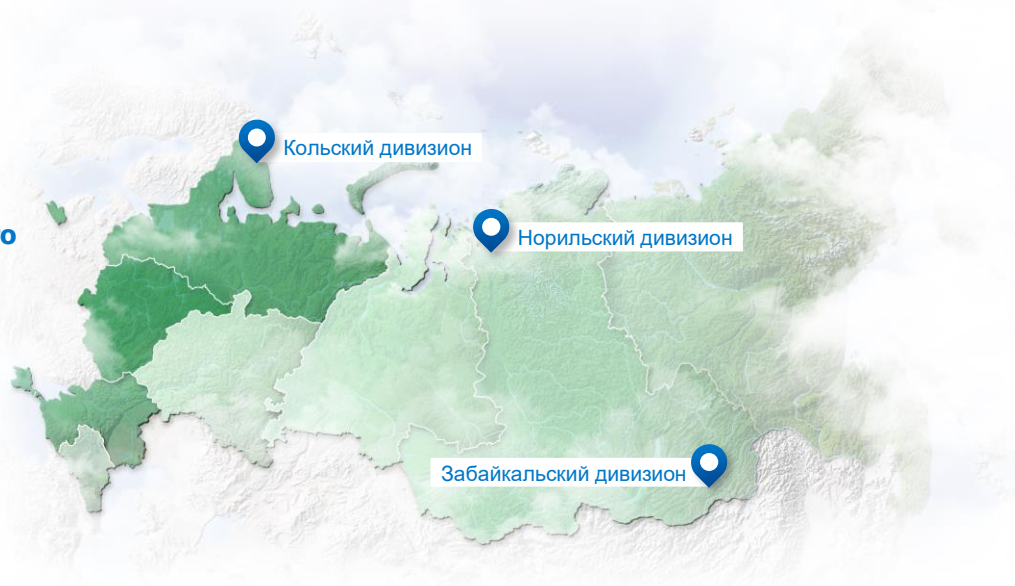 Кольский дивизион
о
Норильский дивизион
Забайкальский дивизион